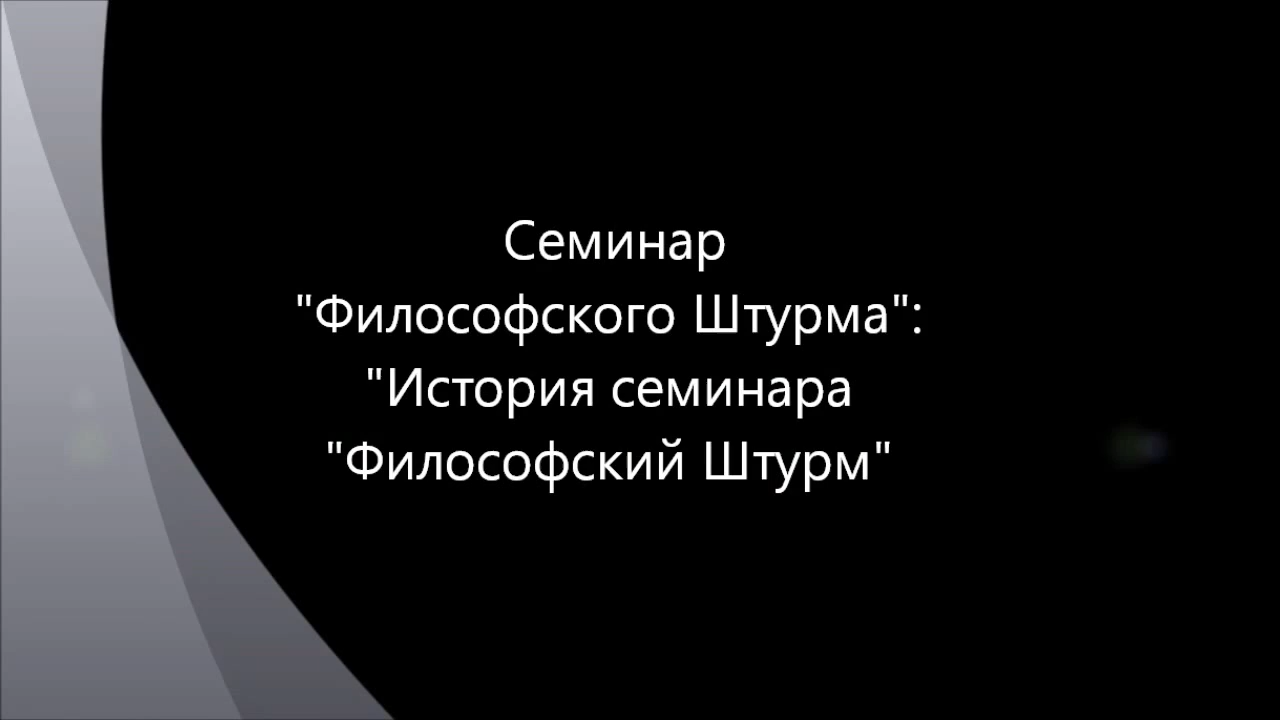 Семинар
"Философского Штурма":
"История семинара
"Философский Штурм"